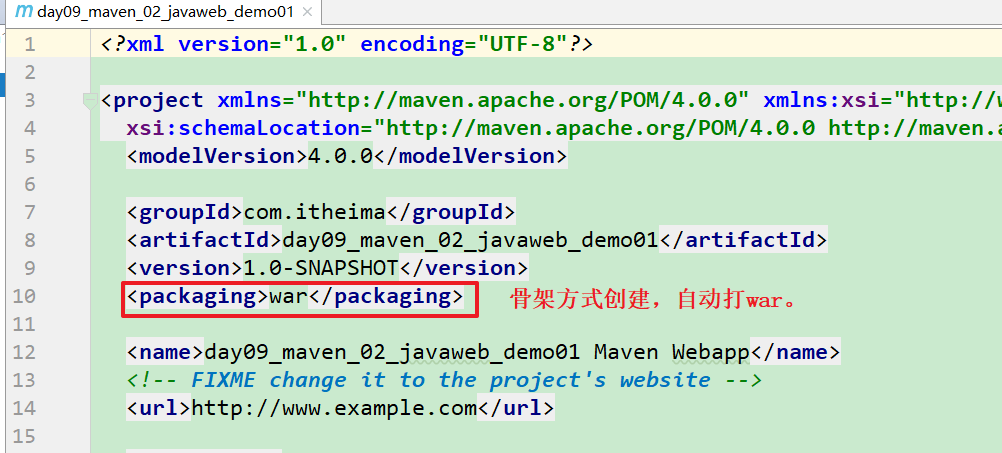 day09_maven_02_javaweb_demo01 ×
1 <?xml version="1.0" encoding="UTF-8"?>
2
3 <project xmlns="http://maven.apache.org/POM/4.0.0" xmlns:xsi="http://w
4 xsi:schemaLocation="http://maven.apache.org/POM/4.0.0 http://maven.a
5 <modelVersion>4.0.0</modelVersion>
6
7 <groupId>com.itheima</groupId>
8 <artifactId>day09_maven_02_javaweb_demo01</artifactId>
9 <version>1.0-SNAPSHOT</version>
10 <packaging>war</packaging> 骨架方式创建，自动打war。
11
12 <name>day09_maven_02_javaweb_demo01 Maven Webapp</name>
13 <!-- FIXME change it to the project's website -->
14 <url>http://www.example.com</url>
15